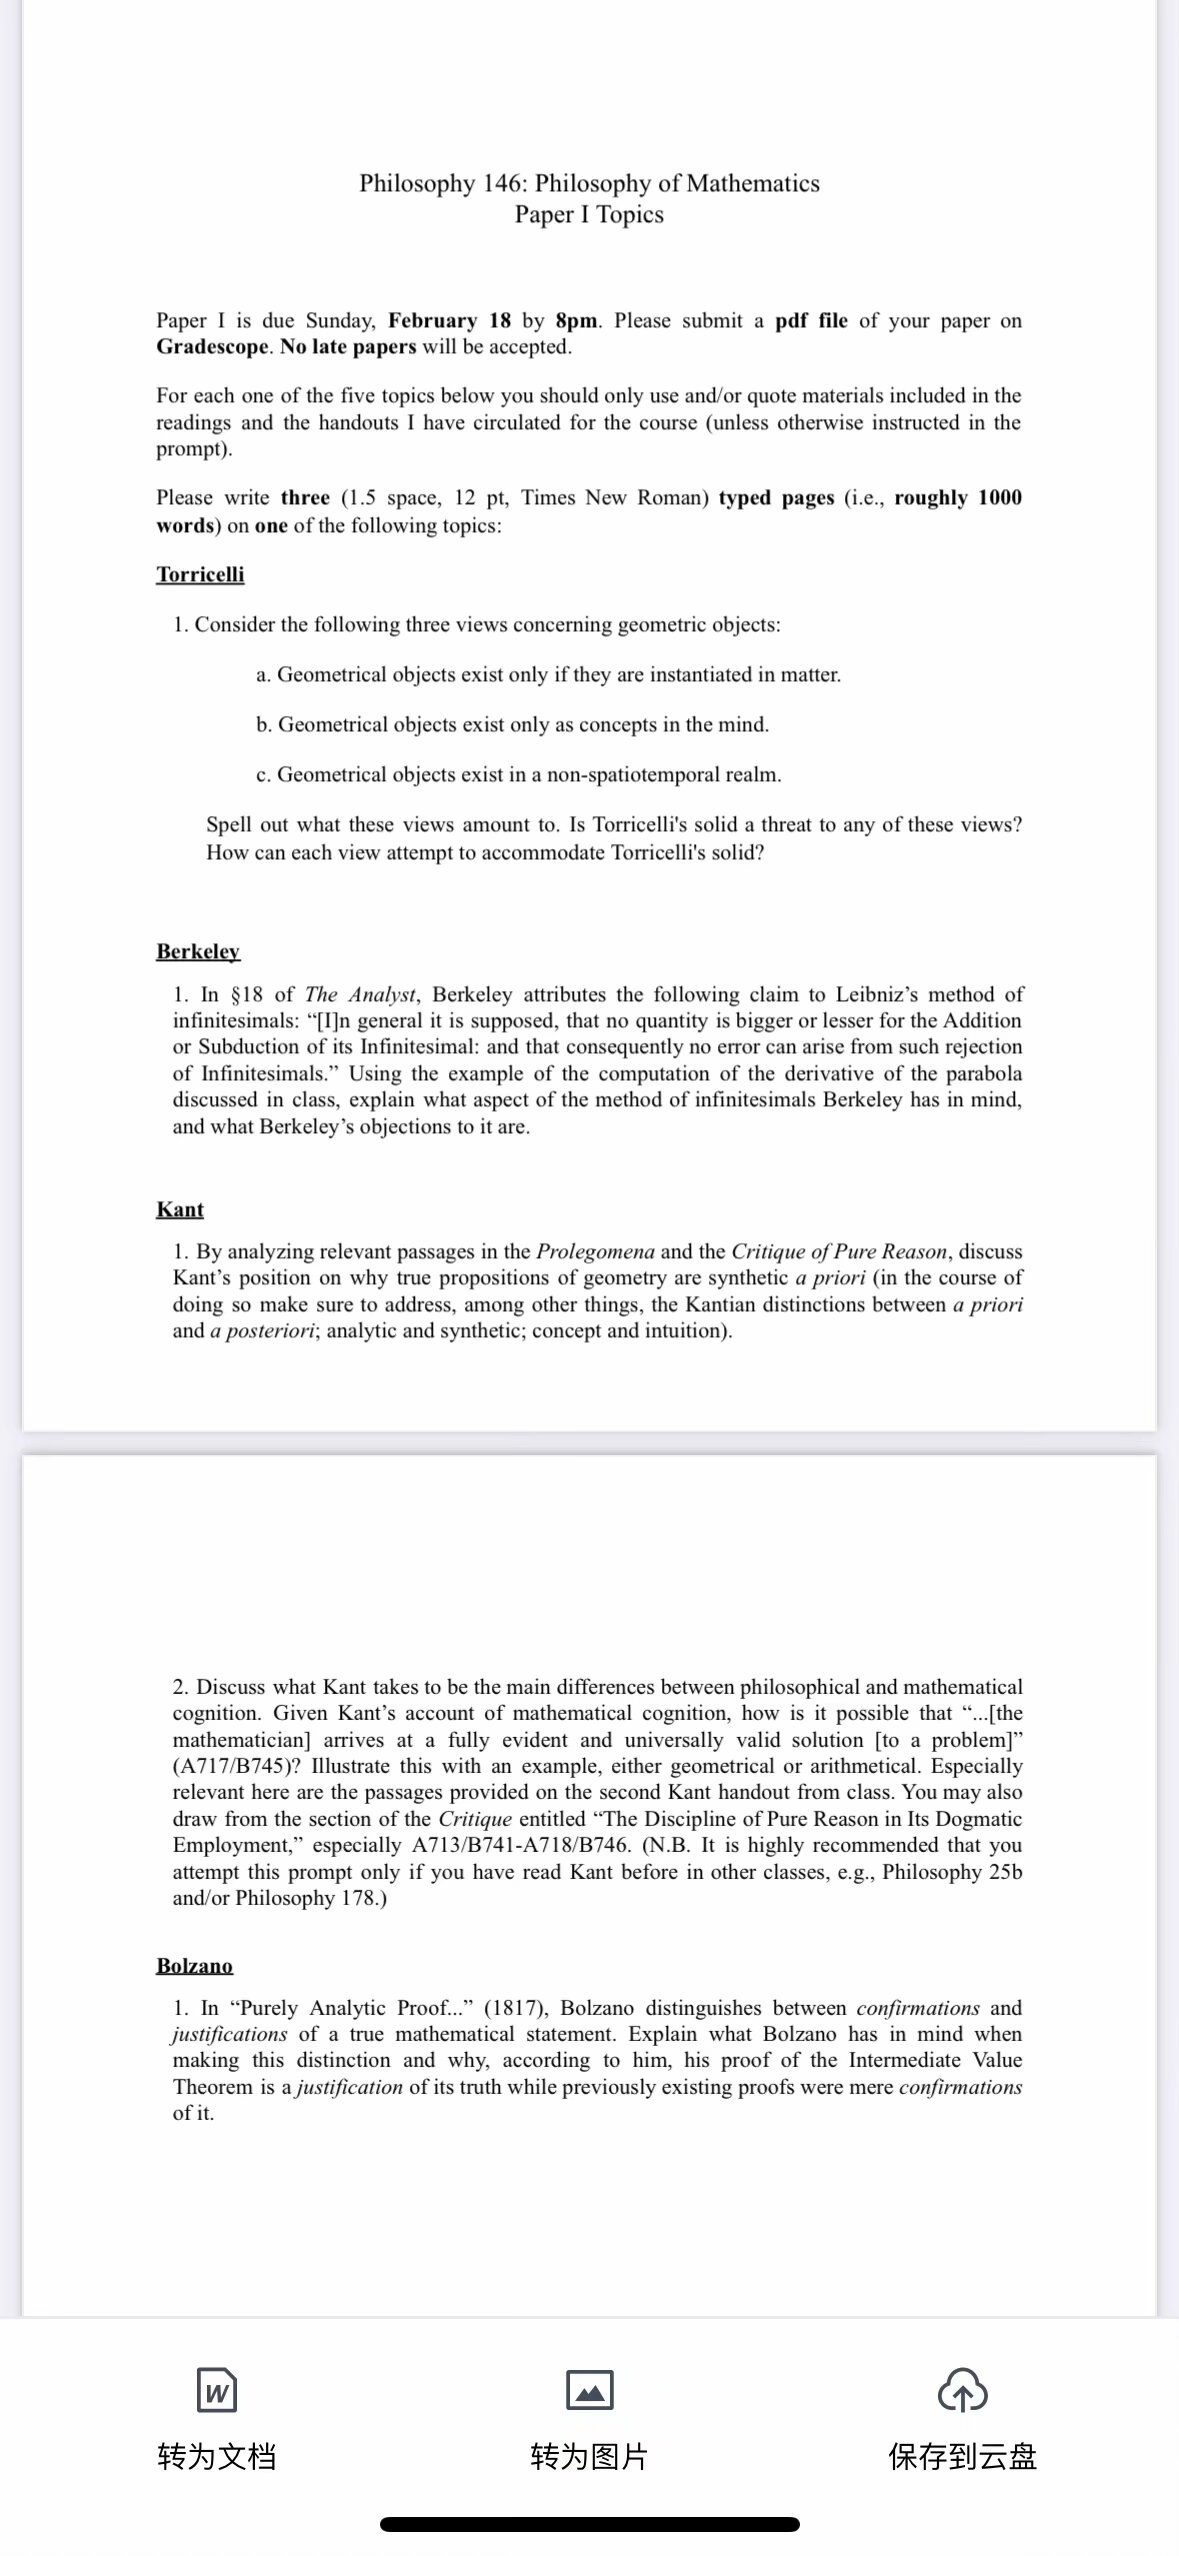 Philosophy 146: Philosophy of Mathematics
Paper I Topics
Paper I is due Sunday, February 18 by 8pm. Please submit a pdf file of your paper on
Gradescope. No late papers will be accepted.
For each one of the five topics below you should only use and/or quote materials included in the
readings and the handouts I have circulated for the course (unless otherwise instructed in the
prompt).
Please write three (1.5 space, 12 pt, Times New Roman) typed pages (i.e., roughly 1000
words) on one of the following topics:
Torricelli
1. Consider the following three views concerning geometric objects:
a. Geometrical objects exist only if they are instantiated in matter.
b. Geometrical objects exist only as concepts in the mind.
c. Geometrical objects exist in a non-spatiotemporal realm.
Spell out what these views amount to. Is Torricelli's solid a threat to any of these views?
How can each view attempt to accommodate Torricelli's solid?
Berkeley
1. In §18 of The Analyst, Berkeley attributes the following claim to Leibniz’s method of
infinitesimals: “[I]n general it is supposed, that no quantity is bigger or lesser for the Addition
or Subduction of its Infinitesimal: and that consequently no error can arise from such rejection
of Infinitesimals.” Using the example of the computation of the derivative of the parabola
discussed in class, explain what aspect of the method of infinitesimals Berkeley has in mind,
and what Berkeley’s objections to it are.
Kant
1. By analyzing relevant passages in the Prolegomena and the Critique of Pure Reason, discuss
Kant’s position on why true propositions of geometry are synthetic a priori (in the course of
doing so make sure to address, among other things, the Kantian distinctions between a priori
and a posteriori; analytic and synthetic; concept and intuition).
2. Discuss what Kant takes to be the main differences between philosophical and mathematical
cognition. Given Kant’s account of mathematical cognition, how is it possible that “...[the
mathematician] arrives at a fully evident and universally valid solution [to a problem]”
(A717/B745)? Illustrate this with an example, either geometrical or arithmetical. Especially
relevant here are the passages provided on the second Kant handout from class. You may also
draw from the section of the Critique entitled “The Discipline of Pure Reason in Its Dogmatic
Employment,” especially A713/B741-A718/B746. (N.B. It is highly recommended that you
attempt this prompt only if you have read Kant before in other classes, e.g., Philosophy 25b
and/or Philosophy 178.)
Bolzano
1. In “Purely Analytic Proof...” (1817), Bolzano distinguishes between confirmations and
justifications of a true mathematical statement. Explain what Bolzano has in mind when
making this distinction and why, according to him, his proof of the Intermediate Value
Theorem is a justification of its truth while previously existing proofs were mere confirmations
of it.
W
转为文档 转为图片 保存到云盘